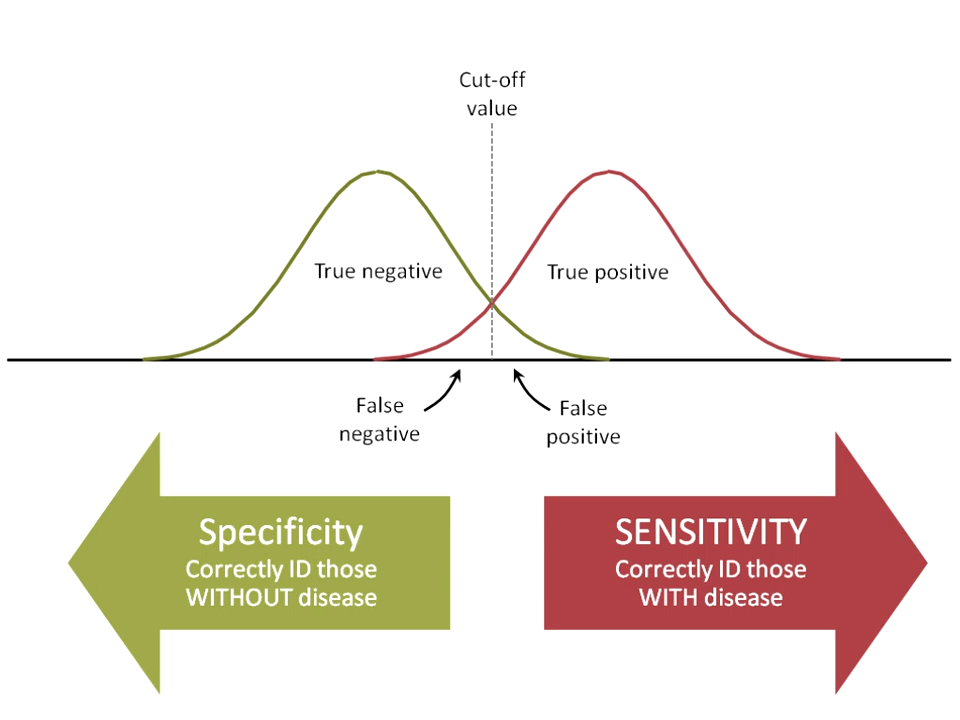 Cut-off
value
True negative
True positive
False
negative
False
positive
Specificity
Correctly ID those
WITHOUT disease
SENSITIVITY
Correctly ID those
WITH disease